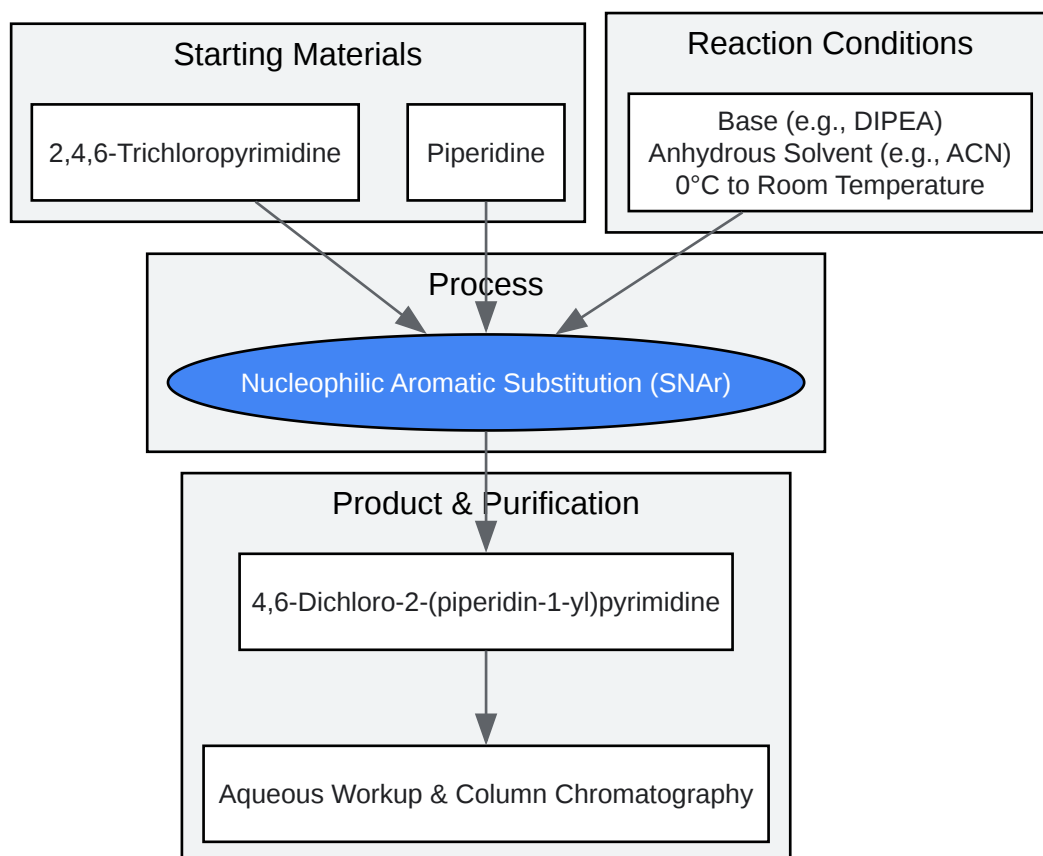 Starting Materials
2,4,6-Trichloropyrimidine
Piperidine
Reaction Conditions
Base (e.g., DIPEA)
Anhydrous Solvent (e.g., ACN)
0°C to Room Temperature
Process
Nucleophilic Aromatic Substitution (SNAr)
Product & Purification
4,6-Dichloro-2-(piperidin-1-yl)pyrimidine
Aqueous Workup & Column Chromatography